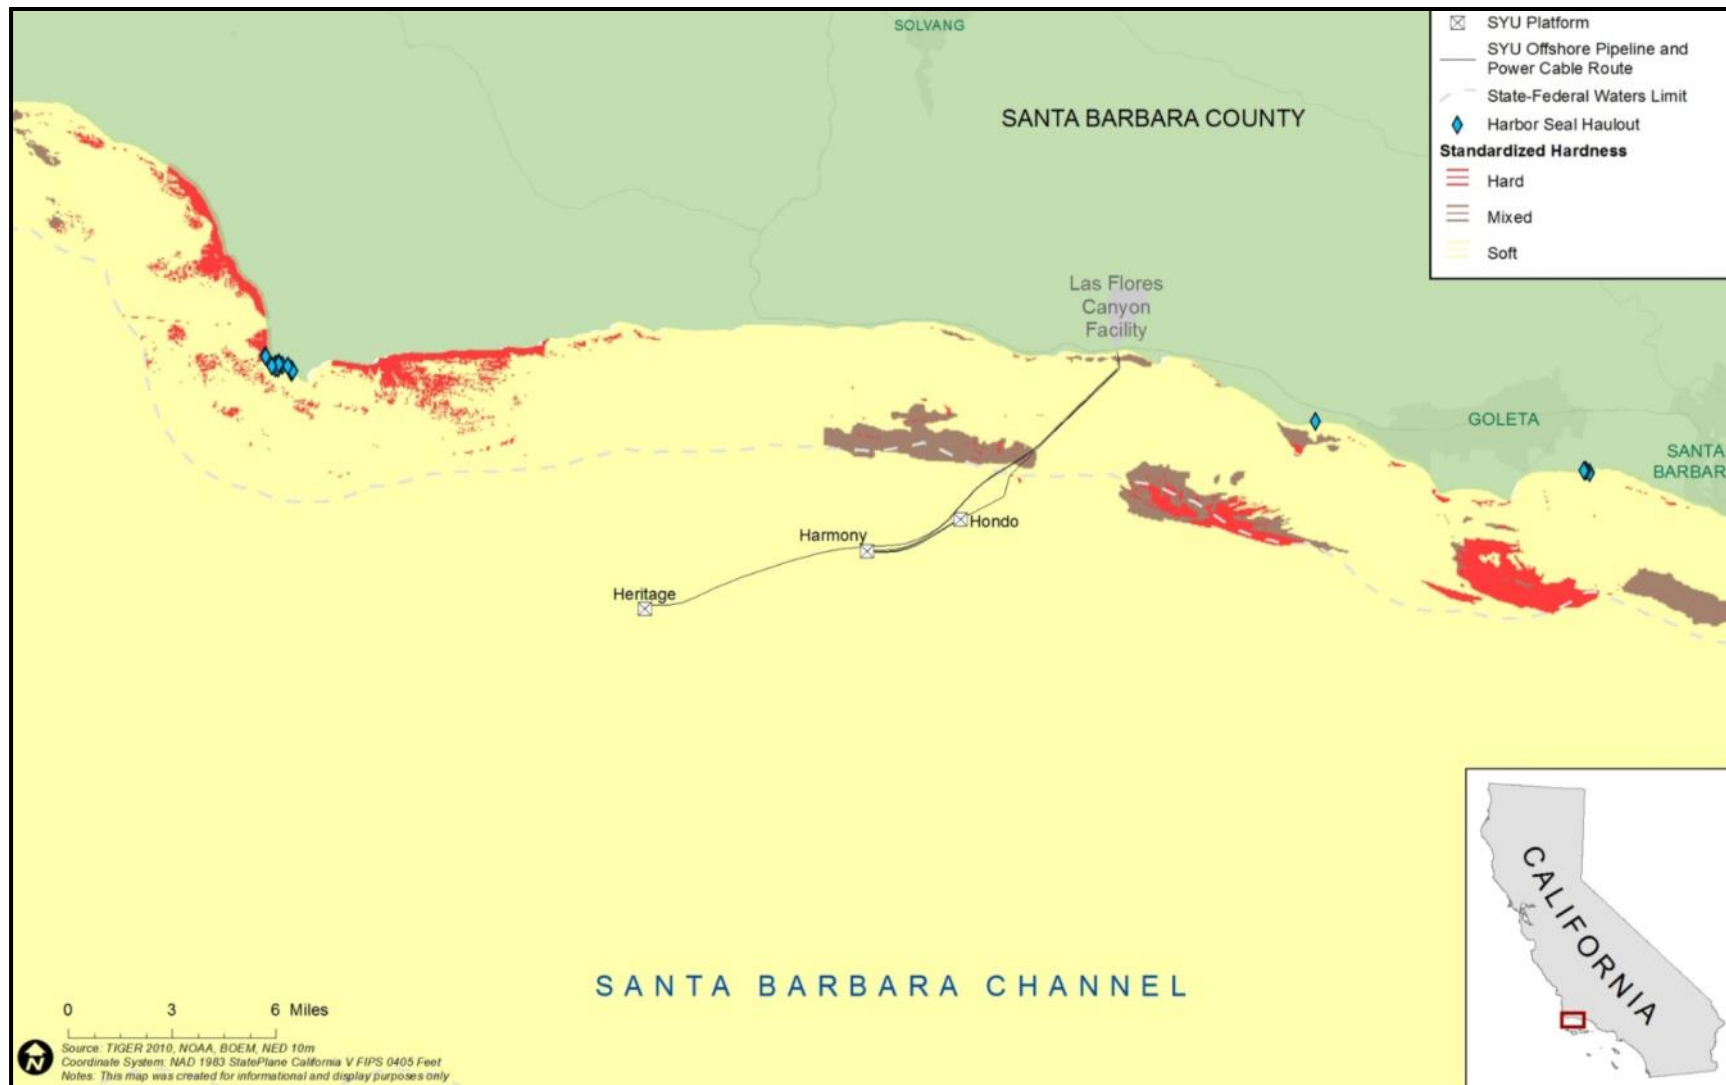 SOLVANG
SANTA BARBARA COUNTY
SYU Platform
SYU Offshore Pipeline and
Power Cable Route
State-Federal Waters Limit
Harbor Seal Haulout
Standardized Hardness
Hard
Mixed
Soft
Las Flores
Canyon
Facility
GOLETA
SANTA
BARBAR
Hondo
Harmony
Heritage
SANTA BARBARA CHANNEL
CALIFORNIA
0 3 6 Miles
N
Source: TIGER 2010, NOAA, BOEM, NED 10m
Coordinate System: NAD 1983 StatePlane California V FIPS 0405 Feet
Notes: This map was created for informational and display purposes only